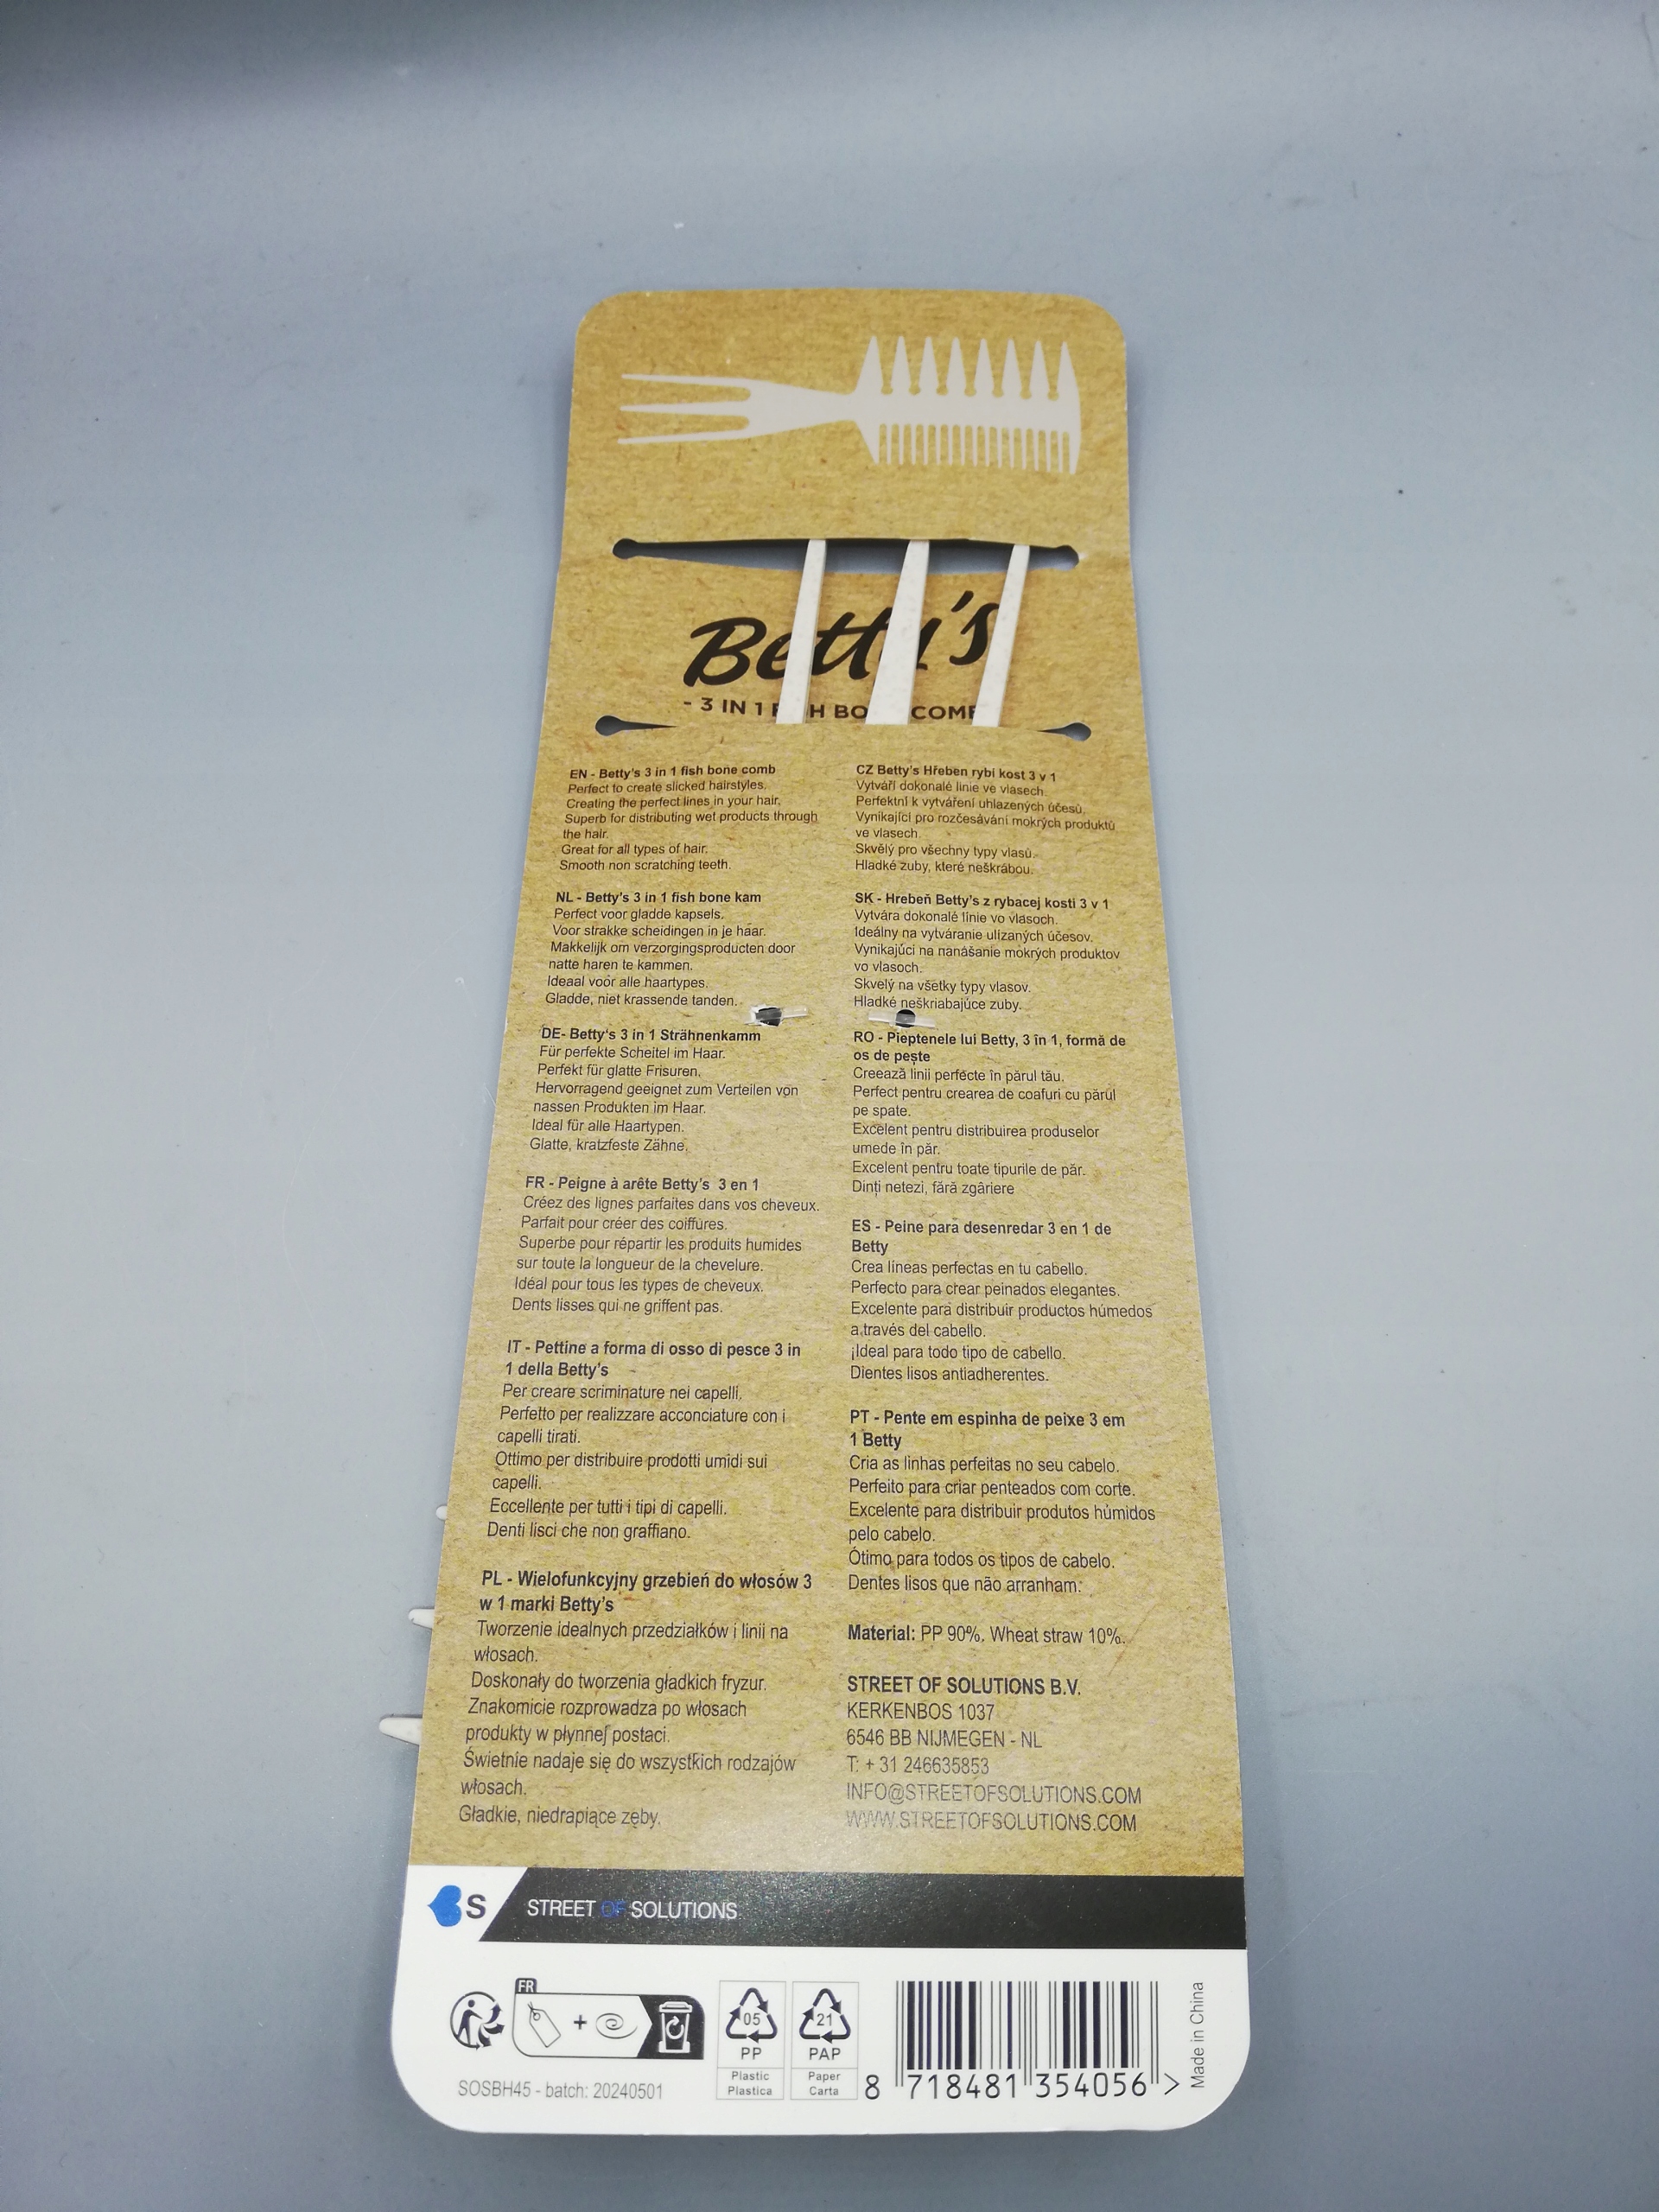 Betty's
- 3 IN 1 COMB
EN - Betty's 3 in 1 fish bone comb
Perfect to create slicked hairstyles.
Creating the perfect lines in your hair.
Superb for distributing wet products through
the hair.
Great for all types of hair.
Smooth non scratching teeth.
NL - Betty's 3 in 1 fish bone kam
Perfect voor gladde kapsels.
Voor strakke scheidingen in je haar.
Makkelijk om verzorgingsproducten door
natte haren te kammen.
Ideaal voor alle haartypes.
Gladde, niet krassende tanden.
DE- Betty's 3 in 1 Strähnenkamm
Für perfekte Scheitel im Haar.
Perfekt für glatte Frisuren.
Hervorragend geeignet zum Verteilen von
nassen Produkten im Haar.
Ideal für alle Haartypen.
Glatte, kratzfeste Zähne.
FR - Peigne à arête Betty's 3 en 1
Créez des lignes parfaites dans vos cheveux.
Parfait pour créer des coiffures.
Superbe pour répartir les produits humides
sur toute la longueur de la chevelure.
Idéal pour tous les types de cheveux.
Dents lisses qui ne griffent pas.
IT - Pettine a forma di osso di pesce 3 in
1 della Betty's
Per creare scriminature nei capelli.
Perfetto per realizzare acconciature con i
capelli tirati.
Ottimo per distribuire prodotti umidi sui
capelli.
Eccellente per tutti i tipi di capelli.
Denti lisci che non graffiano.
PL - Wielofunkcyjny grzebień do włosów 3
w 1 marki Betty's
Tworzenie idealnych przedziałków i linii na
włosach.
Doskonały do tworzenia gładkich fryzur.
Znakomicie rozprowadza po włosach
produkty w płynnej postaci.
Świetnie nadaje się do wszystkich rodzajów
włosach.
Gładkie, niedrapiące zęby.
CZ Betty's Hřeben rybí kost 3 v 1
Vytváří dokonalé linie ve vlasech.
Perfektní k vytváření uhlazených účesů.
Vynikající pro rozčesávání mokrých produktů
ve vlasech.
Skvělý pro všechny typy vlasů.
Hladké zuby, které neškrábou.
SK - Hrebeň Betty's z rybacej kosti 3 v 1
Vytvára dokonalé línie vo vlasoch.
Ideálny na vytváranie ulízaných účesov.
Vynikajúci na nanášanie mokrých produktov
vo vlasoch.
Skvelý na všetky typy vlasov.
Hladké neškriabajúce zuby.
RO - Pieptenele lui Betty, 3 în 1, formă de
os de pește
Creează linii perfecte în părul tău.
Perfect pentru crearea de coafuri cu părul
pe spate.
Excelent pentru distribuirea produselor
umede în păr.
Excelent pentru toate tipurile de păr.
Dinți netezi, fără zgâriere
ES - Peine para desenredar 3 en 1 de
Betty
Crea líneas perfectas en tu cabello.
Perfecto para crear peinados elegantes.
Excelente para distribuir productos húmedos
a través del cabello.
¡Ideal para todo tipo de cabello.
Dientes lisos antiadherentes.
PT - Pente em espinha de peixe 3 em
1 Betty
Cria as linhas perfeitas no seu cabelo.
Perfeito para criar penteados com corte.
Excelente para distribuir produtos húmidos
pelo cabelo.
Ótimo para todos os tipos de cabelo.
Dentes lisos que não arranham.
Material: PP 90%, Wheat straw 10%.
STREET OF SOLUTIONS B.V.
KERKENBOS 1037
6546 BB NIJMEGEN - NL
T: + 31 246635853
INFO@STREETOFSOLUTIONS.COM
WWW.STREETOFSOLUTIONS.COM
S STREET OF SOLUTIONS
FR
+
05
PP
Plastic
Plastica
21
PAP
Paper
Carta
SOSBH45 - batch: 20240501
8 718481 354056 >
Made in China